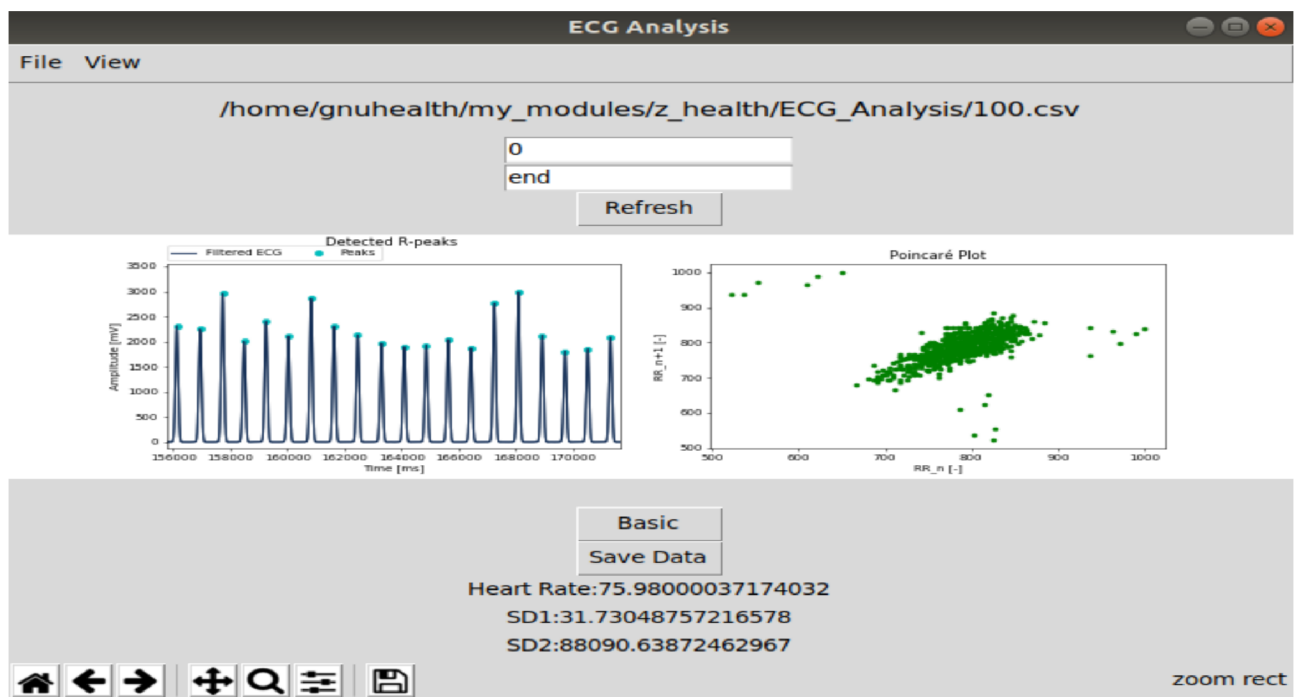 ECG Analysis
File View
/home/gnuhealth/my_modules/z_health/ECG_Analysis/100.csv
0
end
Refresh
Detected R-peaks
Filtered ECG Peaks
3500
3000
2500
2000
1500
1000
500
0
Amplitude [mV]
156000 158000 160000 162000 164000 166000 168000 170000
Time [ms]
Poincaré Plot
1000
900
800
700
600
500
RR_n+1 [-]
500 600 700 800 900 1000
RR_n [-]
Basic
Save Data
Heart Rate:75.98000037174032
SD1:31.73048757216578
SD2:88090.63872462967
zoom rect